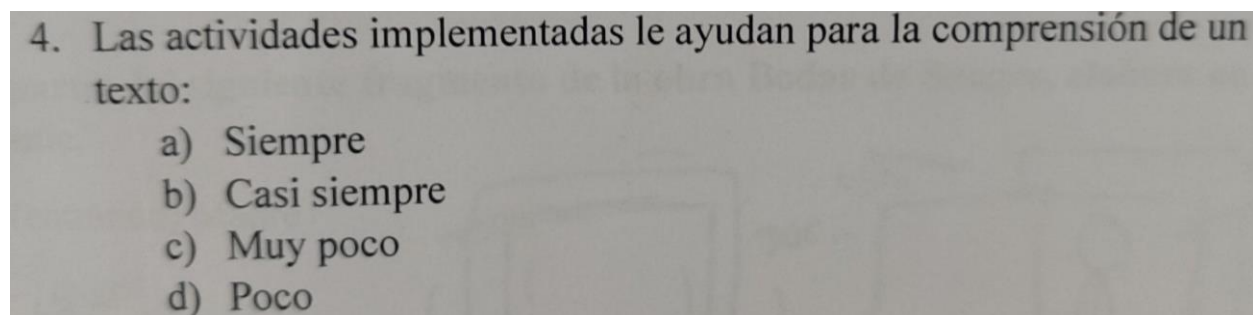 4. Las actividades implementadas le ayudan para la comprensión de un
texto:
a) Siempre
b) Casi siempre
c) Muy poco
d) Poco